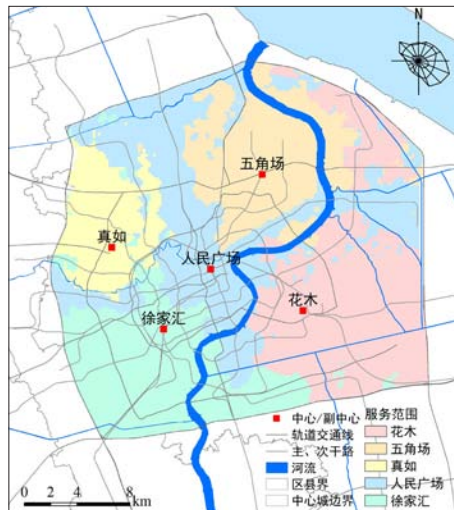 N
五角场
真如
人民广场
花木
徐家汇
中心/副中心
轨道交通线
主、次干路
河流
区县界
中心城边界
服务范围
花木
五角场
真如
人民广场
徐家汇
0 2 4 8
km